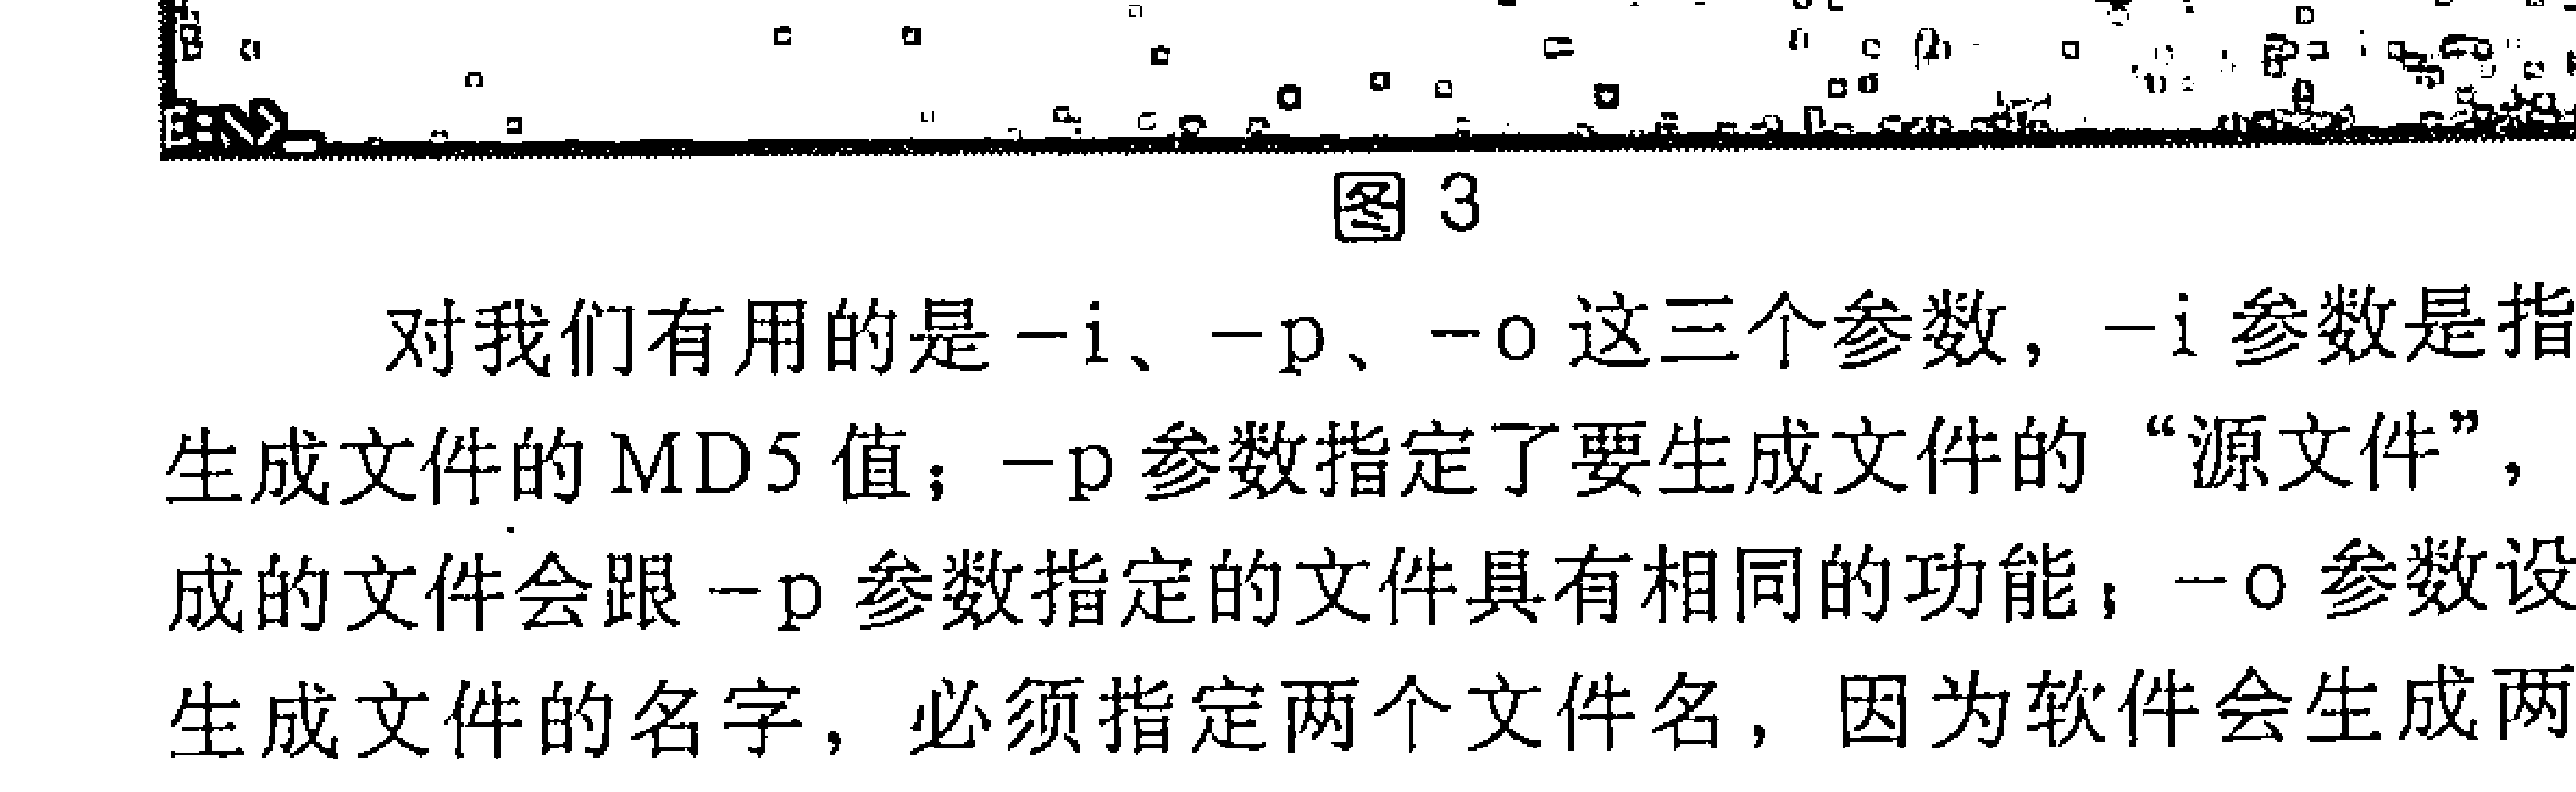 图 3
对我们有用的是 -i、-p、-o 这三个参数，-i 参数是指
生成文件的 MD5 值；-p 参数指定了要生成文件的 “源文件”，
成的文件会跟 -p 参数指定的文件具有相同的功能；-o 参数设
生成文件的名字，必须指定两个文件名，因为软件会生成两